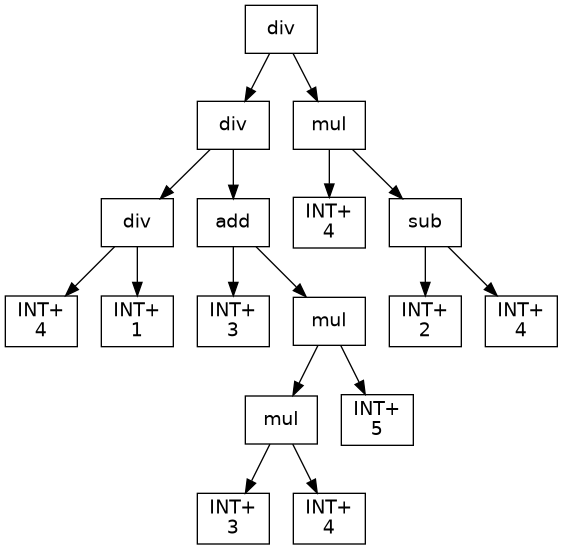 div
div
mul
div
add
INT+
4
sub
INT+
4
INT+
1
INT+
3
mul
INT+
2
INT+
4
mul
INT+
5
INT+
3
INT+
4